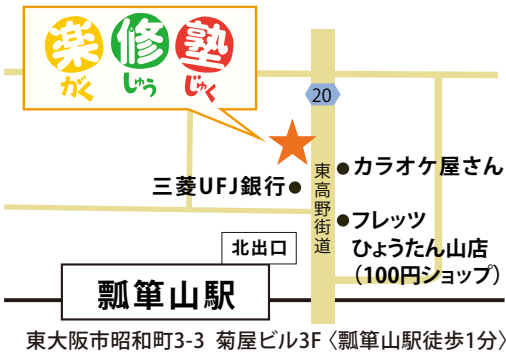 楽修塾
がくしゅうじゅく
20
東高野街道
カラオケ屋さん
三菱UFJ銀行
フレッツ
ひょうたん山店
（100円ショップ）
北出口
瓢箪山駅
東大阪市昭和町3-3 菊屋ビル3F〈瓢箪山駅徒歩1分〉